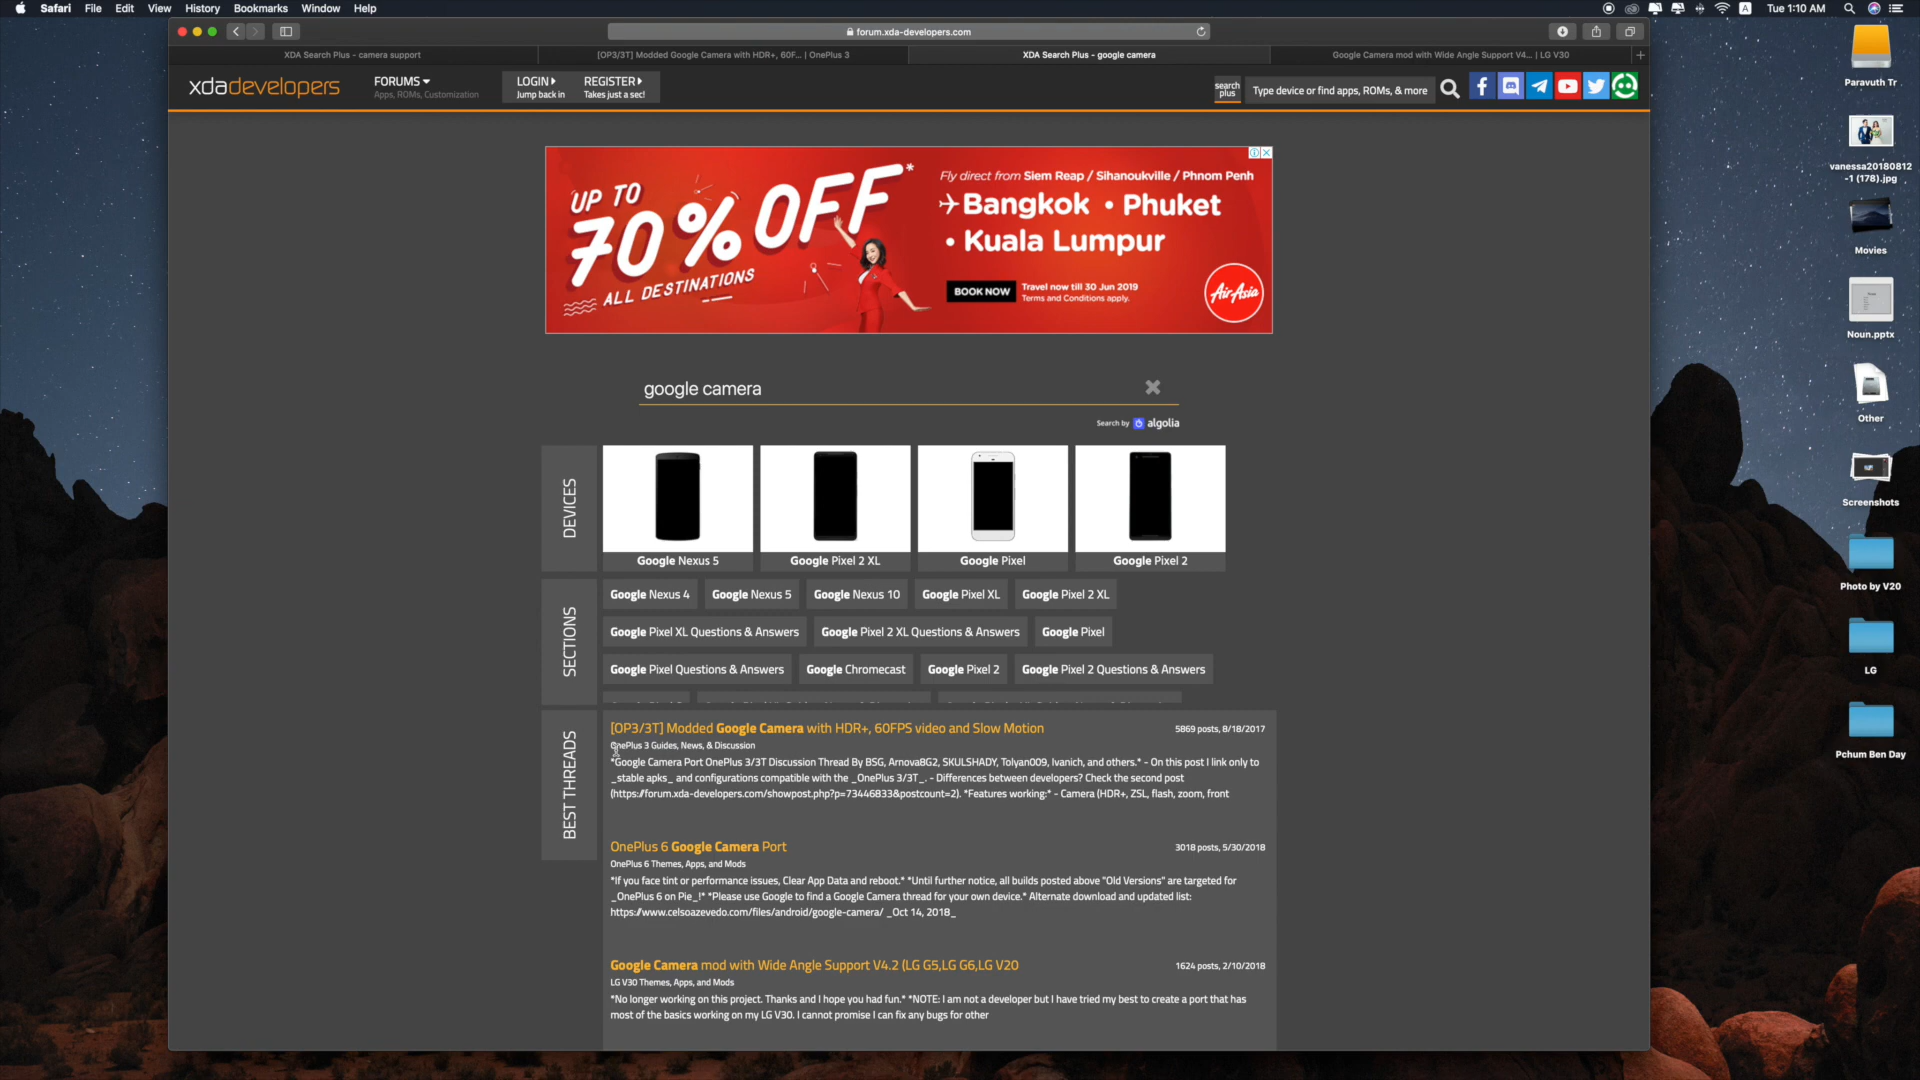 Safari File Edit View History Bookmarks Window Help
A Tue 1:10 AM
forum.xda-developers.com
XDA Search Plus - camera support
[OP3/3T] Modded Google Camera with HDR+, 60F... | OnePlus 3
XDA Search Plus - google camera
Google Camera mod with Wide Angle Support V4... | LG V30
xdadevelopers
FORUMS
Apps, ROMs, Customization
LOGIN
Jump back in
REGISTER
Takes just a sec!
search plus
Type device or find apps, ROMs, & more
UP TO
70% OFF*
ALL DESTINATIONS
Fly direct from Siem Reap / Sihanoukville / Phnom Penh
Bangkok • Phuket
• Kuala Lumpur
BOOK NOW
Travel now till 30 Jun 2019
Terms and Conditions apply.
AirAsia
google camera
Search by algolia
DEVICES
Google Nexus 5
Google Pixel 2 XL
Google Pixel
Google Pixel 2
SECTIONS
Google Nexus 4
Google Nexus 5
Google Nexus 10
Google Pixel XL
Google Pixel 2 XL
Google Pixel XL Questions & Answers
Google Pixel 2 XL Questions & Answers
Google Pixel
Google Pixel Questions & Answers
Google Chromecast
Google Pixel 2
Google Pixel 2 Questions & Answers
BEST THREADS
[OP3/3T] Modded Google Camera with HDR+, 60FPS video and Slow Motion
5869 posts, 8/18/2017
OnePlus 3 Guides, News, & Discussion
*Google Camera Port OnePlus 3/3T Discussion Thread By BSG, Arnova8G2, SKULSHADY, Tolyan009, Ivanich, and others.* - On this post I link only to
_stable apks_ and configurations compatible with the _OnePlus 3/3T_. - Differences between developers? Check the second post
(https://forum.xda-developers.com/showpost.php?p=73446833&postcount=2). *Features working:* - Camera (HDR+, ZSL, flash, zoom, front
OnePlus 6 Google Camera Port
3018 posts, 5/30/2018
OnePlus 6 Themes, Apps, and Mods
*If you face tint or performance issues, Clear App Data and reboot.* *Until further notice, all builds posted above "Old Versions" are targeted for
_OnePlus 6 on Pie_!* *Please use Google to find a Google Camera thread for your own device.* Alternate download and updated list:
https://www.celsoazevedo.com/files/android/google-camera/ _Oct 14, 2018_
Google Camera mod with Wide Angle Support V4.2 (LG G5,LG G6,LG V20
1624 posts, 2/10/2018
LG V30 Themes, Apps, and Mods
*No longer working on this project. Thanks and I hope you had fun.* *NOTE: I am not a developer but I have tried my best to create a port that has
most of the basics working on my LG V30. I cannot promise I can fix any bugs for other
Paravuth Tr
vanessa20180812
-1 (178).jpg
Movies
Noun.pptx
Other
Screenshots
Photo by V20
LG
Pchum Ben Day